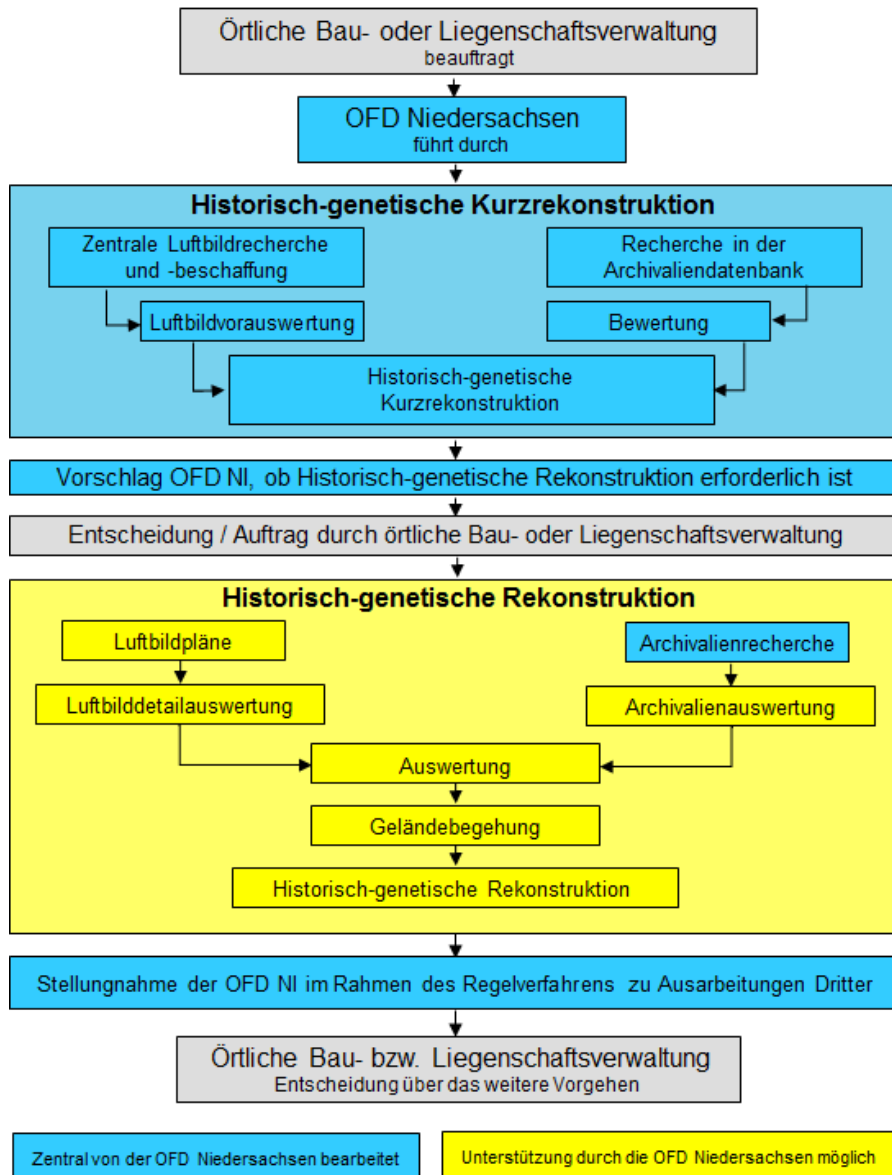 Örtliche Bau- oder Liegenschaftsverwaltung
beauftragt
OFD Niedersachsen
führt durch
Historisch-genetische Kurzrekonstruktion
Zentrale Luftbildrecherche
und -beschaffung
Recherche in der
Archivaliendatenbank
Luftbildvorauswertung
Bewertung
Historisch-genetische
Kurzrekonstruktion
Vorschlag OFD NI, ob Historisch-genetische Rekonstruktion erforderlich ist
Entscheidung / Auftrag durch örtliche Bau- oder Liegenschaftsverwaltung
Historisch-genetische Rekonstruktion
Luftbildpläne
Archivalienrecherche
Luftbilddetailauswertung
Archivalienauswertung
Auswertung
Geländebegehung
Historisch-genetische Rekonstruktion
Stellungnahme der OFD NI im Rahmen des Regelverfahrens zu Ausarbeitungen Dritter
Örtliche Bau- bzw. Liegenschaftsverwaltung
Entscheidung über das weitere Vorgehen
Zentral von der OFD Niedersachsen bearbeitet
Unterstützung durch die OFD Niedersachsen möglich